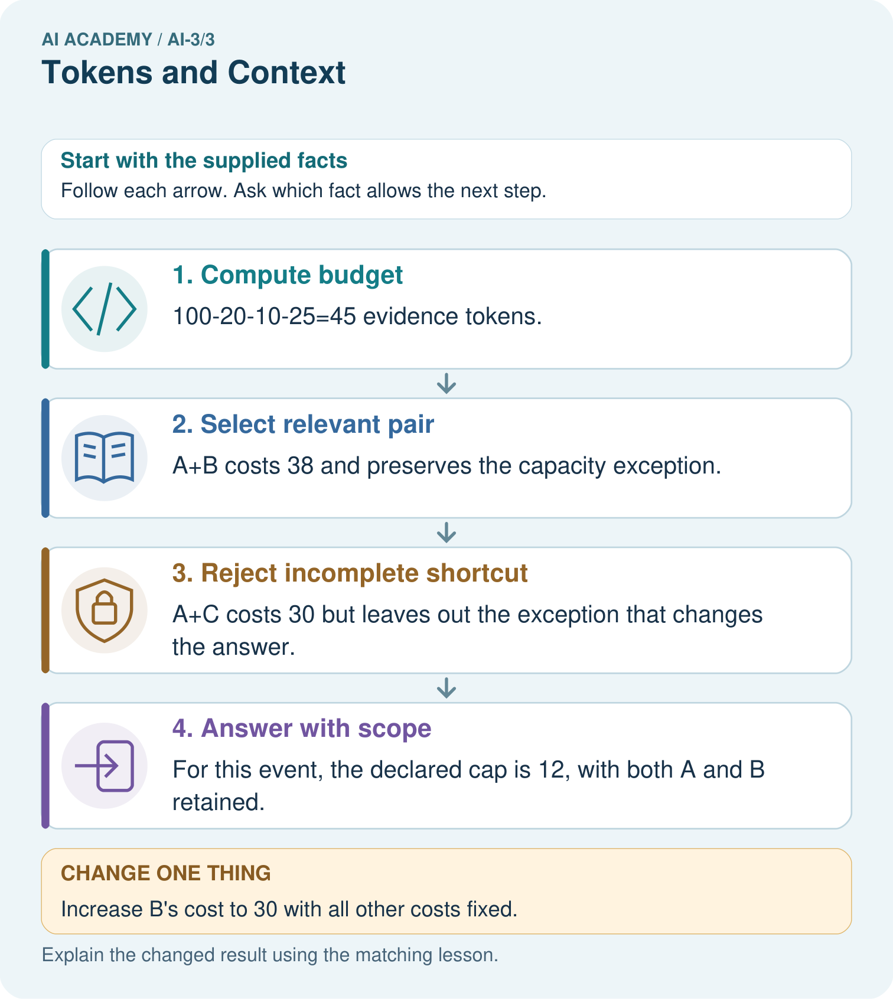 AI ACADEMY / AI-3/3
Tokens and Context
Start with the supplied facts
Follow each arrow. Ask which fact allows the next step.
1. Compute budget
100-20-10-25=45 evidence tokens.
2. Select relevant pair
A+B costs 38 and preserves the capacity exception.
3. Reject incomplete shortcut
A+C costs 30 but leaves out the exception that changes
the answer.
4. Answer with scope
For this event, the declared cap is 12, with both A and B
retained.
CHANGE ONE THING
Increase B's cost to 30 with all other costs fixed.
Explain the changed result using the matching lesson.